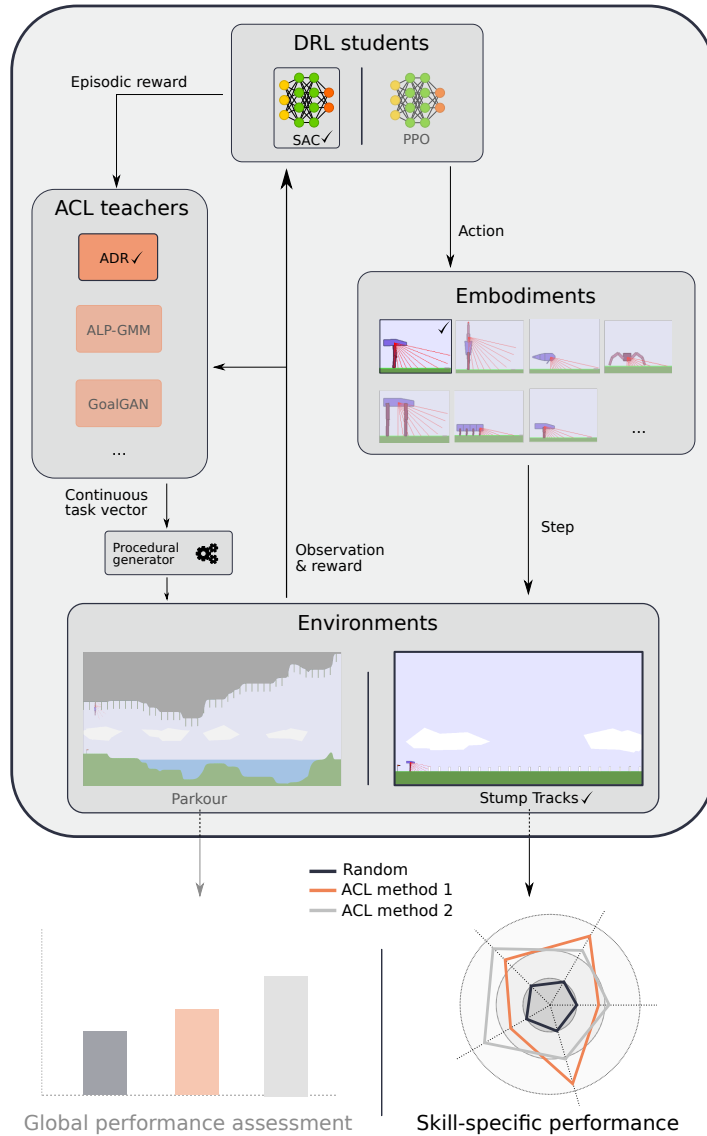 DRL students
Episodic reward
SAC✓
PPO
ACL teachers
ADR✓
ALP-GMM
GoalGAN
...
Action
Embodiments
✓
...
Continuous
task vector
Procedural
generator
Observation
& reward
Step
Environments
Parkour
Stump Tracks✓
Random
ACL method 1
ACL method 2
Global performance assessment
Skill-specific performance